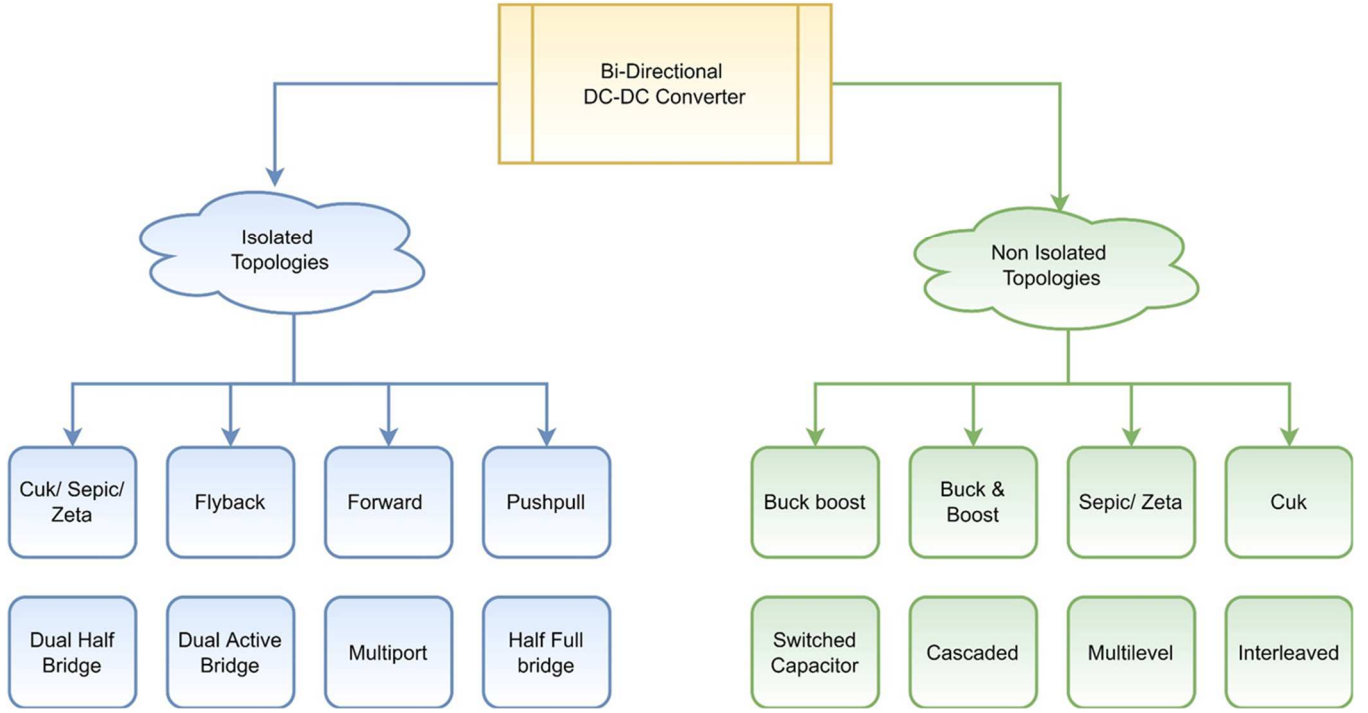 Bi-Directional
DC-DC Converter
Isolated
Topologies
Non Isolated
Topologies
Cuk/ Sepic/
Zeta
Flyback
Forward
Pushpull
Buck boost
Buck &
Boost
Sepic/ Zeta
Cuk
Dual Half
Bridge
Dual Active
Bridge
Multiport
Half Full
bridge
Switched
Capacitor
Cascaded
Multilevel
Interleaved